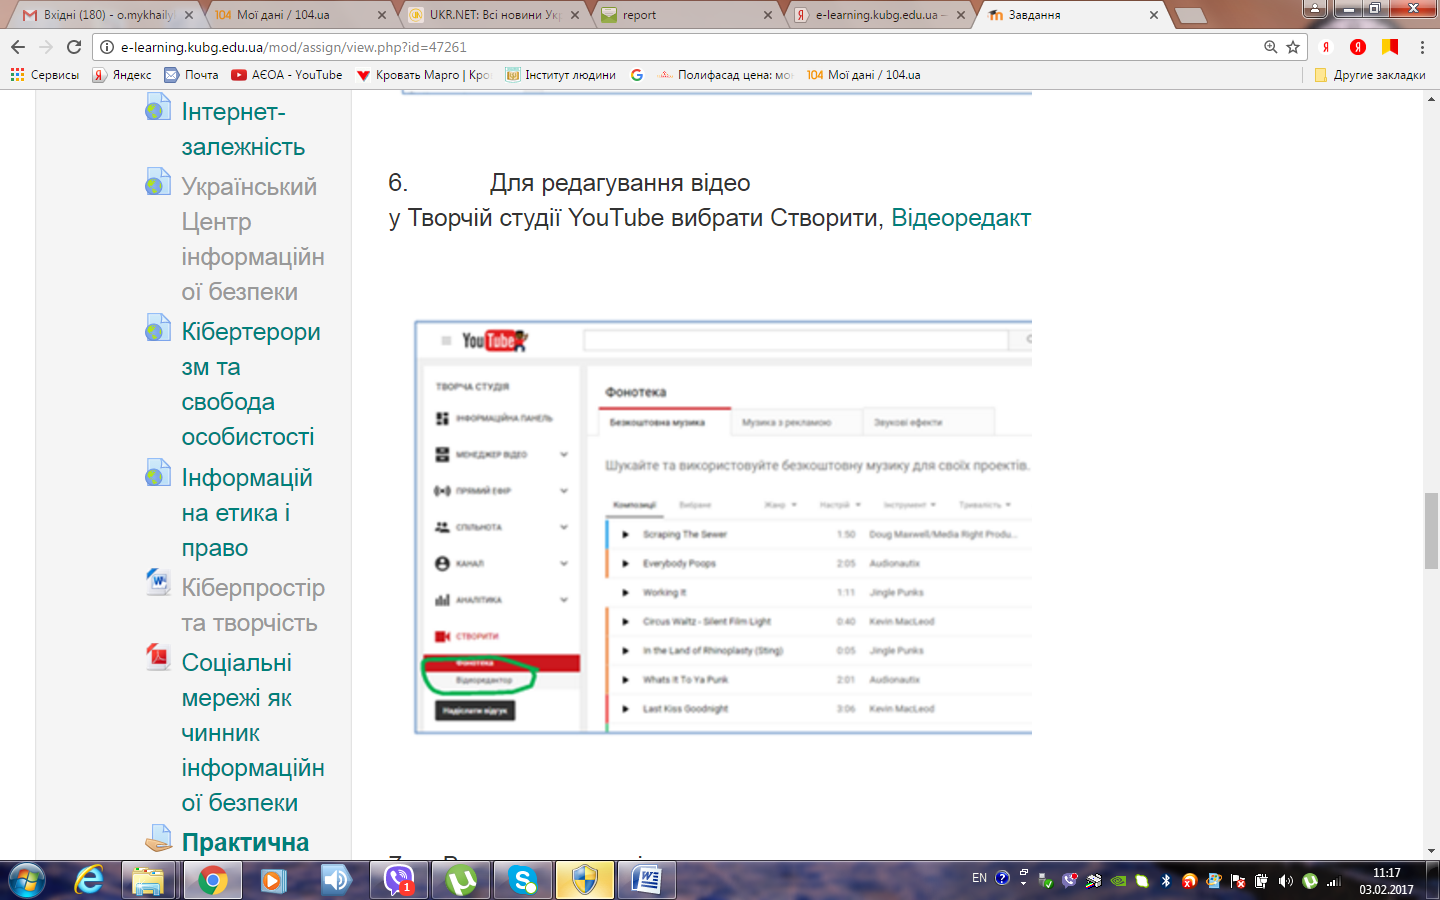 Вхідні (180) - o.mykhaily
Мої дані / 104.ua
UKR.NET: Всі новини Укр
report
e-learning.kubg.edu.ua –
Завдання
e-learning.kubg.edu.ua/mod/assign/view.php?id=47261
Сервисы
Яндекс
Почта
АЄОА - YouTube
Кровать Марго | Кро
Інститут людини
Полифасад цена: мо
104 Мої дані / 104.ua
Другие закладки
Інтернет-
залежність
Український
Центр
інформаційн
ої безпеки
Кібертерори
зм та
свобода
особистості
Інформацій
на етика і
право
Кіберпростір
та творчість
Соціальні
мережі як
чинник
інформаційн
ої безпеки
Практична
6. Для редагування відео
у Творчій студії YouTube вибрати Створити, Відеоредакт
YouTube
ТВОРЧА СТУДІЯ
ІНФОРМАЦІЙНА ПАНЕЛЬ
МЕНЕДЖЕР ВІДЕО
ПРЯМИЙ ЕФІР
СПІЛЬНОТА
КАНАЛ
АНАЛІТИКА
СТВОРИТИ
Фонотека
Відеоредактор
Надіслати відгук
Фонотека
Безкоштовна музика
Музика з рекламою
Звукові ефекти
Шукайте та використовуйте безкоштовну музику для своїх проектів.
Композиції Вибране Жанр Настрій Інструмент Тривалість
Scraping The Sewer 1:50 Doug Maxwell/Media Right Produ...
Everybody Poops 2:05 Audionautix
Working It 1:11 Jingle Punks
Circus Waltz - Silent Film Light 0:40 Kevin MacLeod
In the Land of Rhinoplasty (Sting) 0:05 Jingle Punks
Whats It To Ya Punk 2:01 Audionautix
Last Kiss Goodnight 3:06 Kevin MacLeod
EN
11:17
03.02.2017